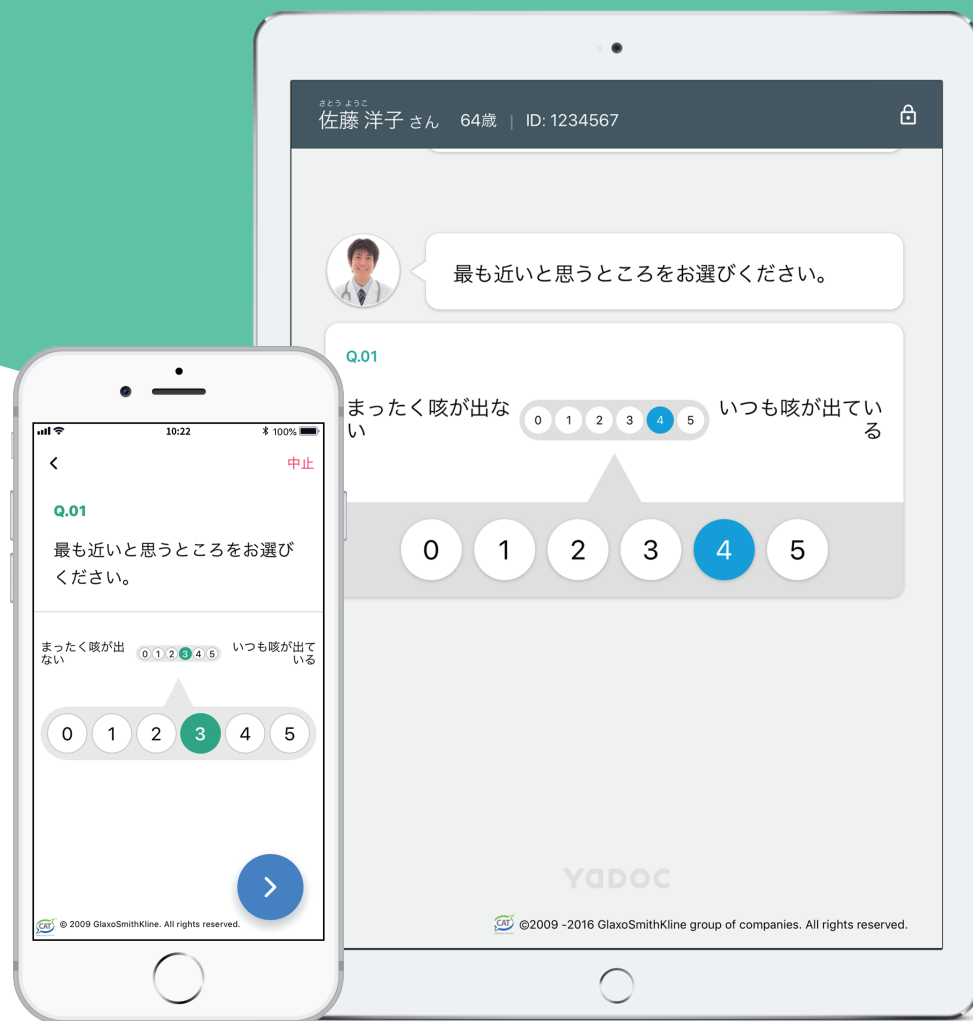 さとう ようこ
佐藤 洋子 さん 64歳 | ID: 1234567
最も近いと思うところをお選びください。
Q.01
まったく咳が出な
い
0 1 2 3 4 5
いつも咳が出てい
る
0 1 2 3 4 5
YaDOC
CAT ©2009 -2016 GlaxoSmithKline group of companies. All rights reserved.
10:22 100%
中止
Q.01
最も近いと思うところをお選び
ください。
まったく咳が出
ない
0 1 2 3 4 5
いつも咳が出て
いる
0 1 2 3 4 5
CAT © 2009 GlaxoSmithKline. All rights reserved.